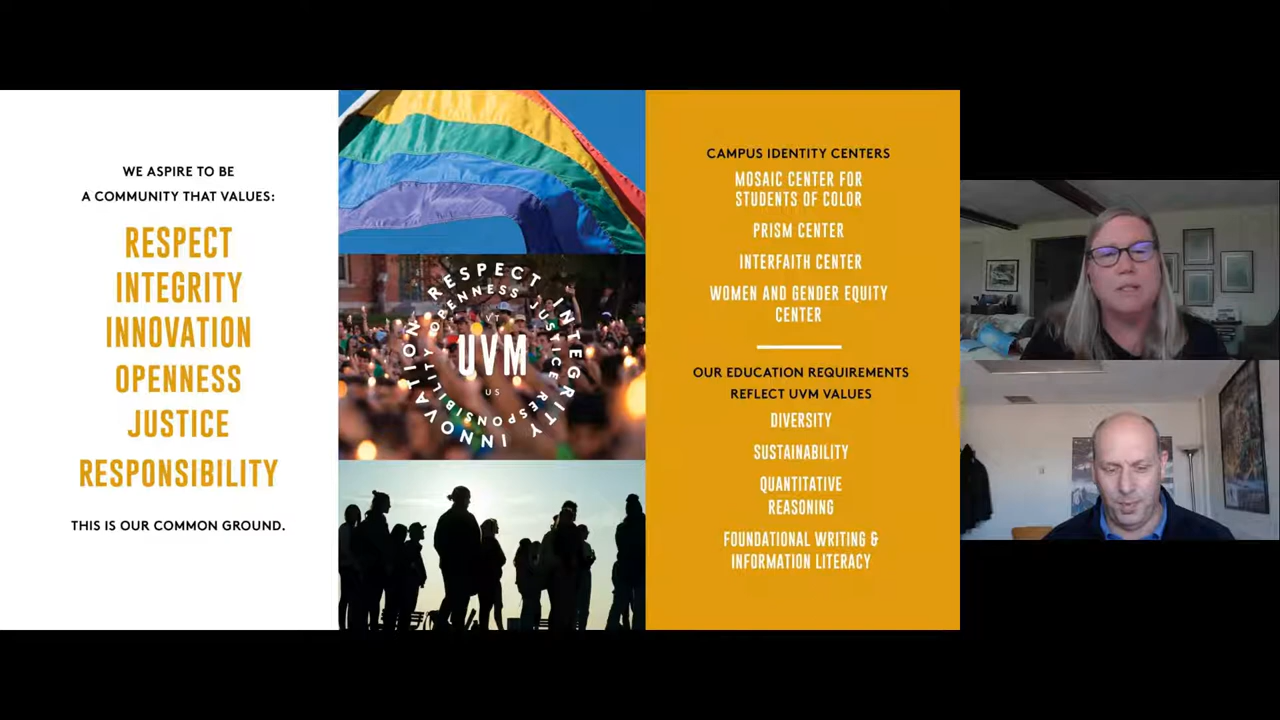 WE ASPIRE TO BE
A COMMUNITY THAT VALUES:
RESPECT
INTEGRITY
INNOVATION
OPENNESS
JUSTICE
RESPONSIBILITY
THIS IS OUR COMMON GROUND.
RESPECT INTEGRITY INNOVATION
OPENNESS JUSTICE RESPONSIBILITY
VT
UVM
US
CAMPUS IDENTITY CENTERS
MOSAIC CENTER FOR
STUDENTS OF COLOR
PRISM CENTER
INTERFAITH CENTER
WOMEN AND GENDER EQUITY
CENTER
OUR EDUCATION REQUIREMENTS
REFLECT UVM VALUES
DIVERSITY
SUSTAINABILITY
QUANTITATIVE
REASONING
FOUNDATIONAL WRITING &
INFORMATION LITERACY